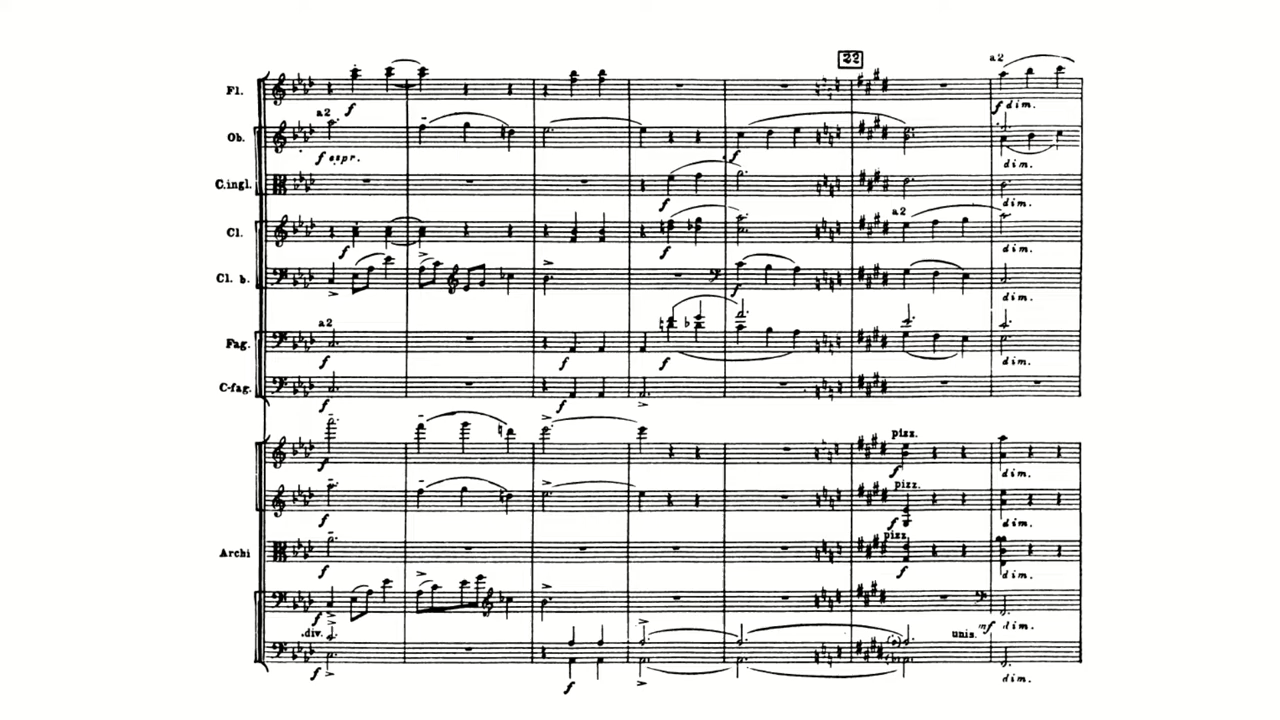 22
a2
Fl.
f
f dim.
a2
Ob.
f espr.
f
dim.
C.ingl.
f
dim.
a2
Cl.
f
f
dim.
Cl. b.
f
dim.
a2
Fag.
f
f
f
dim.
C-fag.
f
f
pizz.
f
f
dim.
pizz.
f
f
dim.
pizz.
Archi
f
f
dim.
f
mf dim.
div.
unis.
f
f
dim.